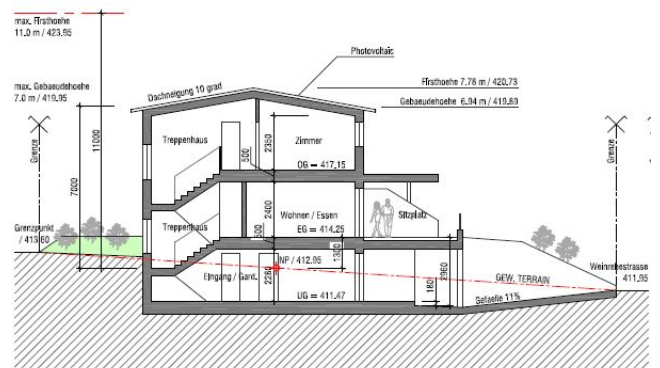 max. Firsthoehe
11.0 m / 423.95
Photovoltaic
Dachneigung 10 grad
max. Gebaeudehoehe
7.0 m / 419.95
Firsthoehe 7.78 m / 420.73
Gebaeudehoehe 6.94 m / 419.89
Grenze
11000
7000
Treppenhaus
500
2350
Zimmer
OG = 417.15
Grenze
Grenzpunkt
/ 413.60
Treppenhaus
500
2400
Wohnen / Essen
EG = 414.25
Sitzplatz
1300
NP / 412.95
Eingang / Gard.
2280
UG = 411.47
180
2360
GEW. TERRAIN
Gefaelle 11%
Weinrebestrasse
411.95